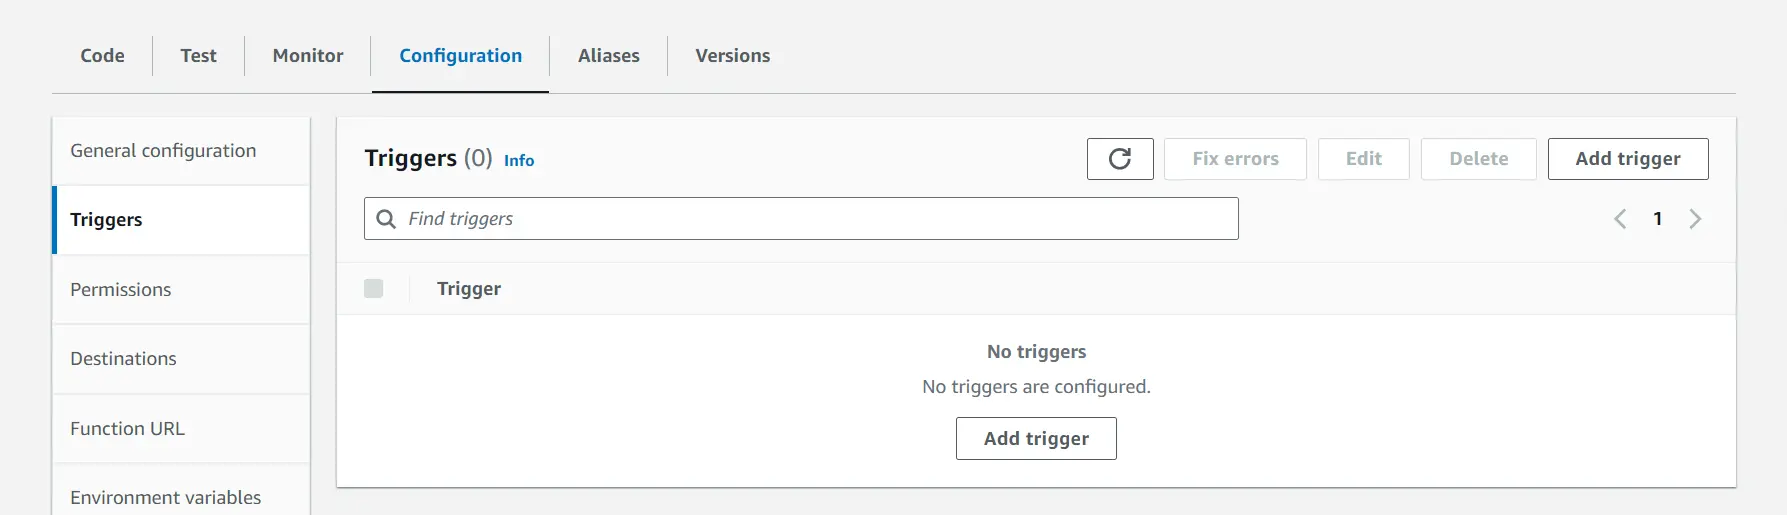 Code Test Monitor Configuration Aliases Versions
General configuration
Triggers
Permissions
Destinations
Function URL
Environment variables
Triggers (0) Info
Fix errors Edit Delete Add trigger
Find triggers
1
Trigger
No triggers
No triggers are configured.
Add trigger